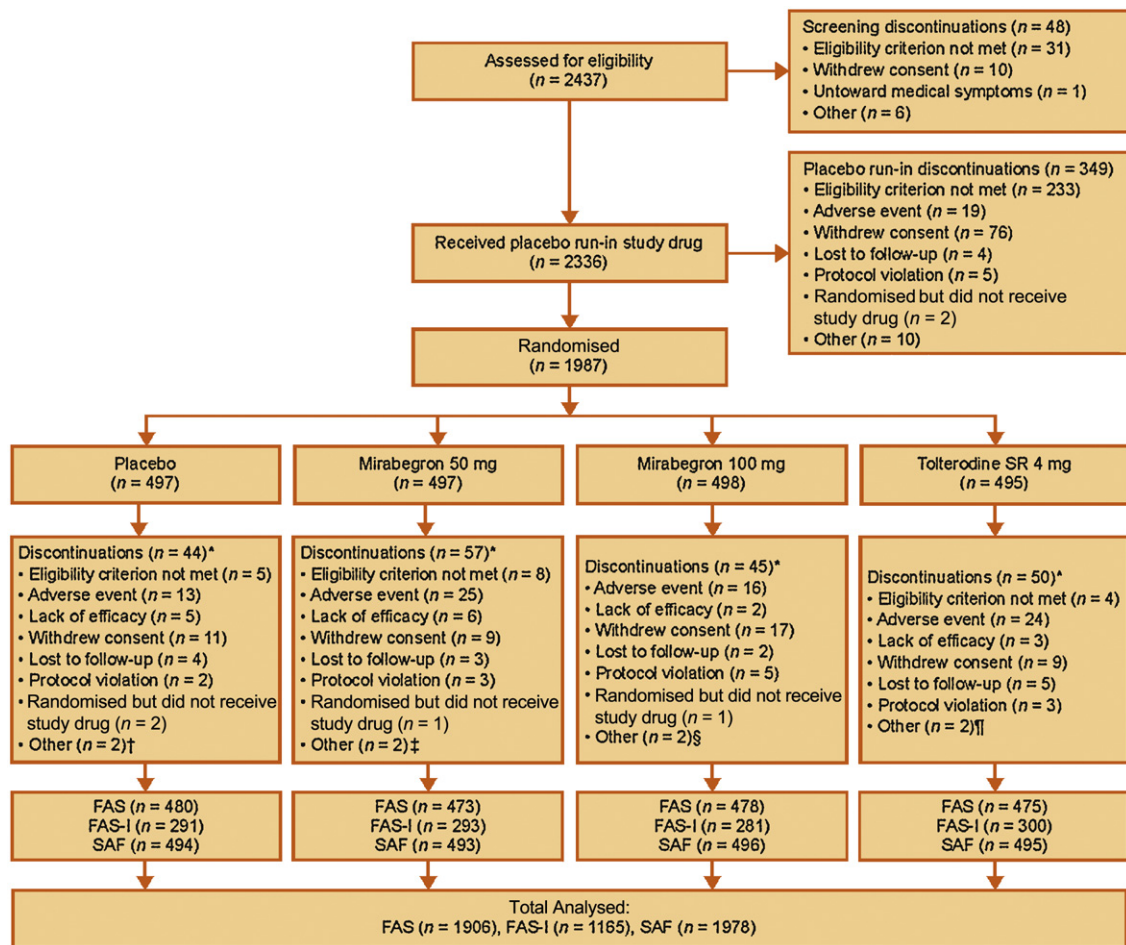 Assessed for eligibility
(n = 2437)
Screening discontinuations (n = 48)
• Eligibility criterion not met (n = 31)
• Withdrew consent (n = 10)
• Untoward medical symptoms (n = 1)
• Other (n = 6)
Received placebo run-in study drug
(n = 2336)
Placebo run-in discontinuations (n = 349)
• Eligibility criterion not met (n = 233)
• Adverse event (n = 19)
• Withdrew consent (n = 76)
• Lost to follow-up (n = 4)
• Protocol violation (n = 5)
• Randomised but did not receive
study drug (n = 2)
• Other (n = 10)
Randomised
(n = 1987)
Placebo
(n = 497)
Mirabegron 50 mg
(n = 497)
Mirabegron 100 mg
(n = 498)
Tolterodine SR 4 mg
(n = 495)
Discontinuations (n = 44)*
• Eligibility criterion not met (n = 5)
• Adverse event (n = 13)
• Lack of efficacy (n = 5)
• Withdrew consent (n = 11)
• Lost to follow-up (n = 4)
• Protocol violation (n = 2)
• Randomised but did not receive
study drug (n = 2)
• Other (n = 2)†
Discontinuations (n = 57)*
• Eligibility criterion not met (n = 8)
• Adverse event (n = 25)
• Lack of efficacy (n = 6)
• Withdrew consent (n = 9)
• Lost to follow-up (n = 3)
• Protocol violation (n = 3)
• Randomised but did not receive
study drug (n = 1)
• Other (n = 2)‡
Discontinuations (n = 45)*
• Adverse event (n = 16)
• Lack of efficacy (n = 2)
• Withdrew consent (n = 17)
• Lost to follow-up (n = 2)
• Protocol violation (n = 5)
• Randomised but did not receive
study drug (n = 1)
• Other (n = 2)§
Discontinuations (n = 50)*
• Eligibility criterion not met (n = 4)
• Adverse event (n = 24)
• Lack of efficacy (n = 3)
• Withdrew consent (n = 9)
• Lost to follow-up (n = 5)
• Protocol violation (n = 3)
• Other (n = 2)¶
FAS (n = 480)
FAS-I (n = 291)
SAF (n = 494)
FAS (n = 473)
FAS-I (n = 293)
SAF (n = 493)
FAS (n = 478)
FAS-I (n = 281)
SAF (n = 496)
FAS (n = 475)
FAS-I (n = 300)
SAF (n = 495)
Total Analysed:
FAS (n = 1906), FAS-I (n = 1165), SAF (n = 1978)